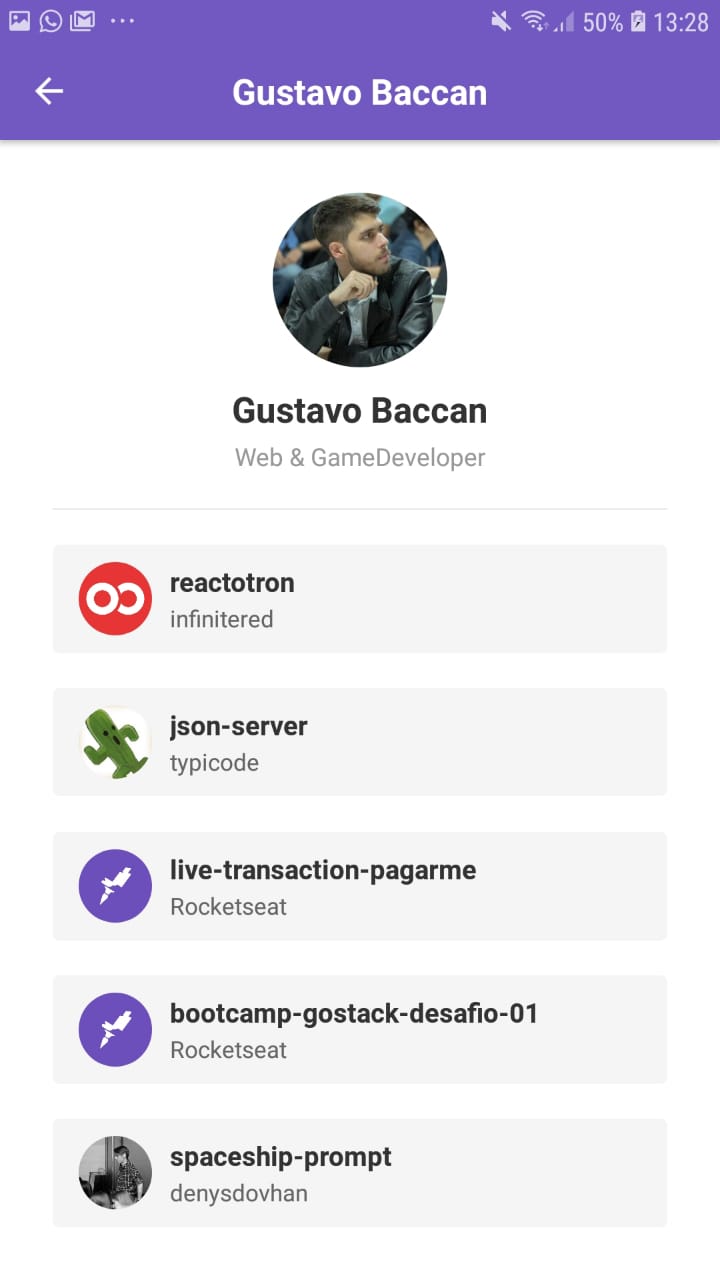 50% 13:28
Gustavo Baccan
Gustavo Baccan
Web & GameDeveloper
reactotron
infinitered
json-server
typicode
live-transaction-pagarme
Rocketseat
bootcamp-gostack-desafio-01
Rocketseat
spaceship-prompt
denysdovhan